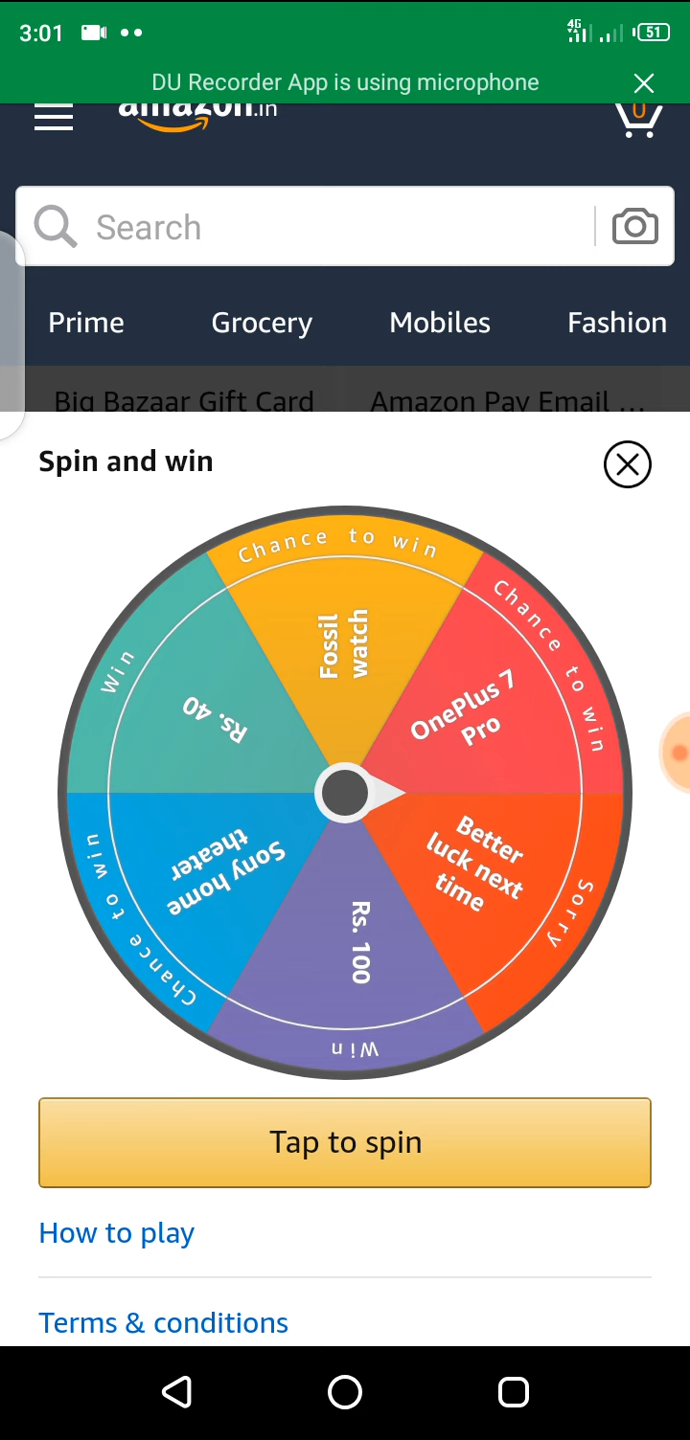 3:01
4G
51
DU Recorder App is using microphone
amazon.in
0
Search
Prime
Grocery
Mobiles
Fashion
Big Bazaar Gift Card
Amazon Pay Email ...
Spin and win
Chance to win
Fossil
watch
Chance to win
OnePlus 7
Pro
Sorry
Better
luck next
time
Win
Rs. 100
Chance to win
Sony home
theater
Win
Rs. 40
Tap to spin
How to play
Terms & conditions